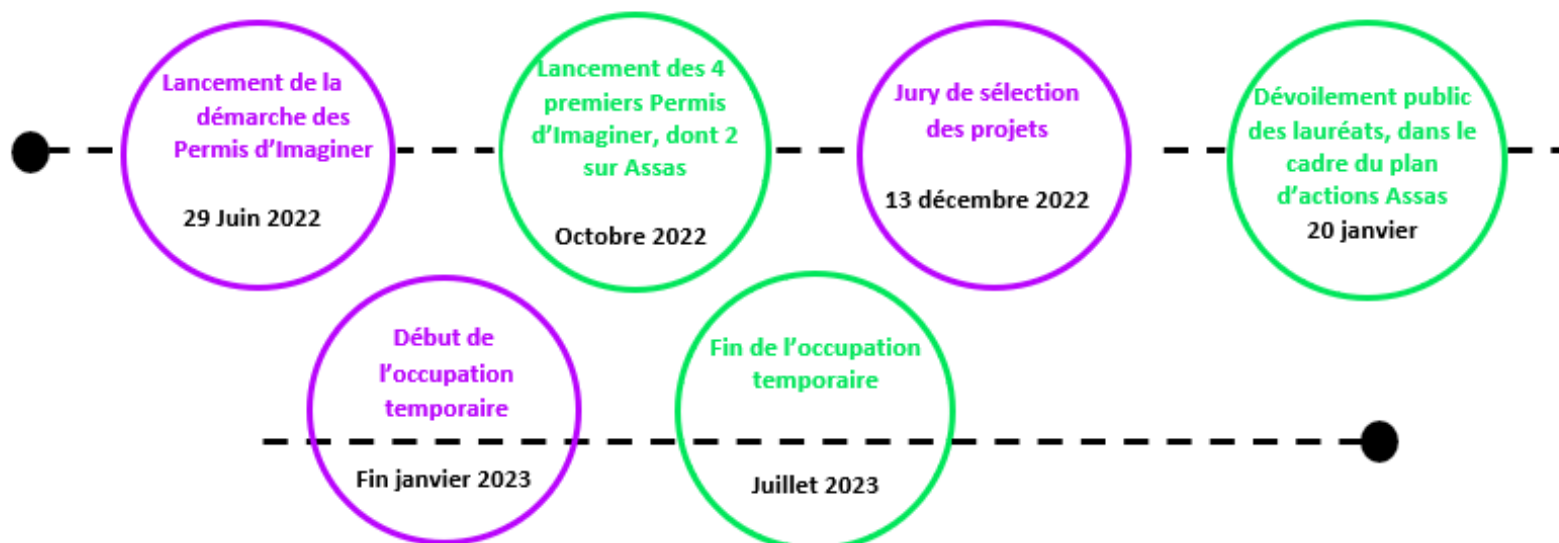 Lancement de la
démarche des
Permis d’Imaginer
29 Juin 2022
Lancement des 4
premiers Permis
d’Imaginer, dont 2
sur Assas
Octobre 2022
Jury de sélection
des projets
13 décembre 2022
Dévoilement public
des lauréats, dans le
cadre du plan
d’actions Assas
20 janvier
Début de
l’occupation
temporaire
Fin janvier 2023
Fin de l’occupation
temporaire
Juillet 2023